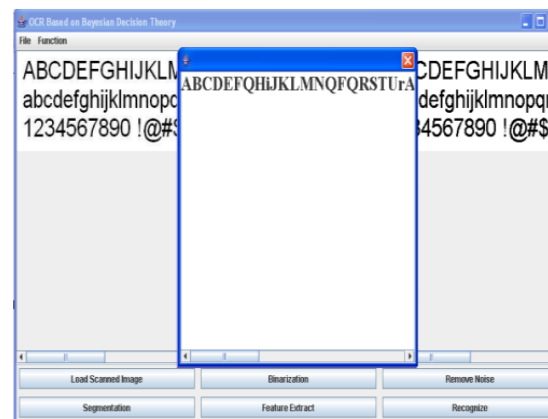 OCR Based on Bayesian Decision Theory
File Function
ABCDEFGHIJKLM
abcdefghijklmnopq
1234567890 !@#$
ABCDEFQHiJKLMNQFQRSTUrA
CDEFGHIJKLM
defghijklmnopqr
34567890 !@#$
Load Scanned Image Binarization Remove Noise
Segmentation Feature Extract Recognize